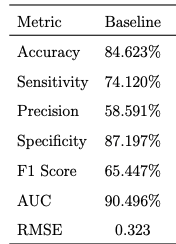 Metric Baseline
Accuracy 84.623%
Sensitivity 74.120%
Precision 58.591%
Specificity 87.197%
F1 Score 65.447%
AUC 90.496%
RMSE 0.323